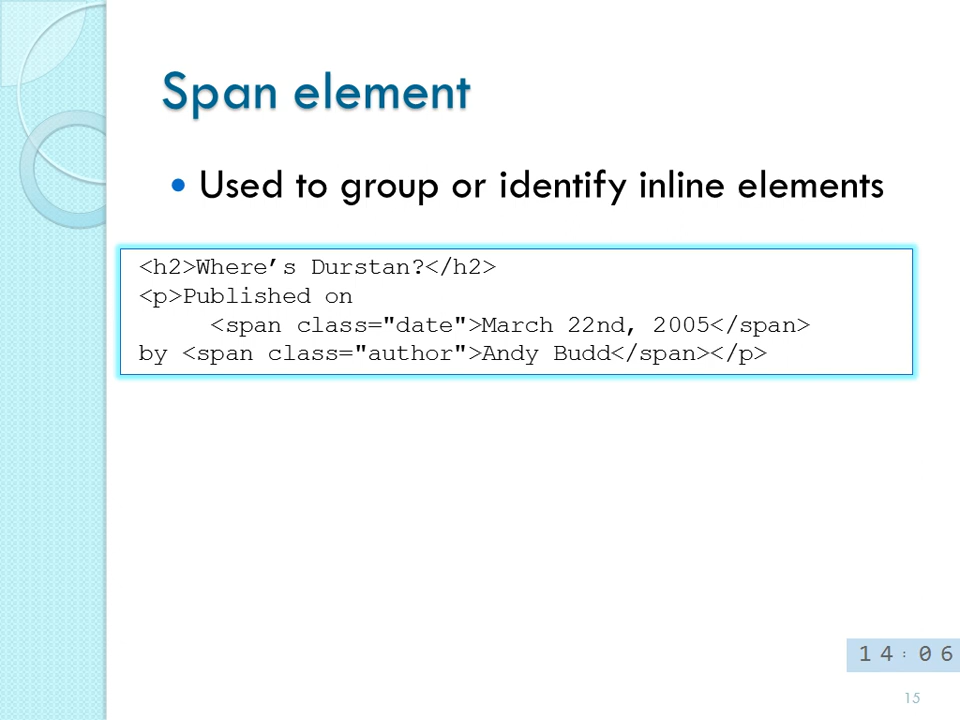 Span element
Used to group or identify inline elements
<h2>Where’s Durstan?</h2>
<p>Published on
<span class="date">March 22nd, 2005</span>
by <span class="author">Andy Budd</span></p>
14:06
15